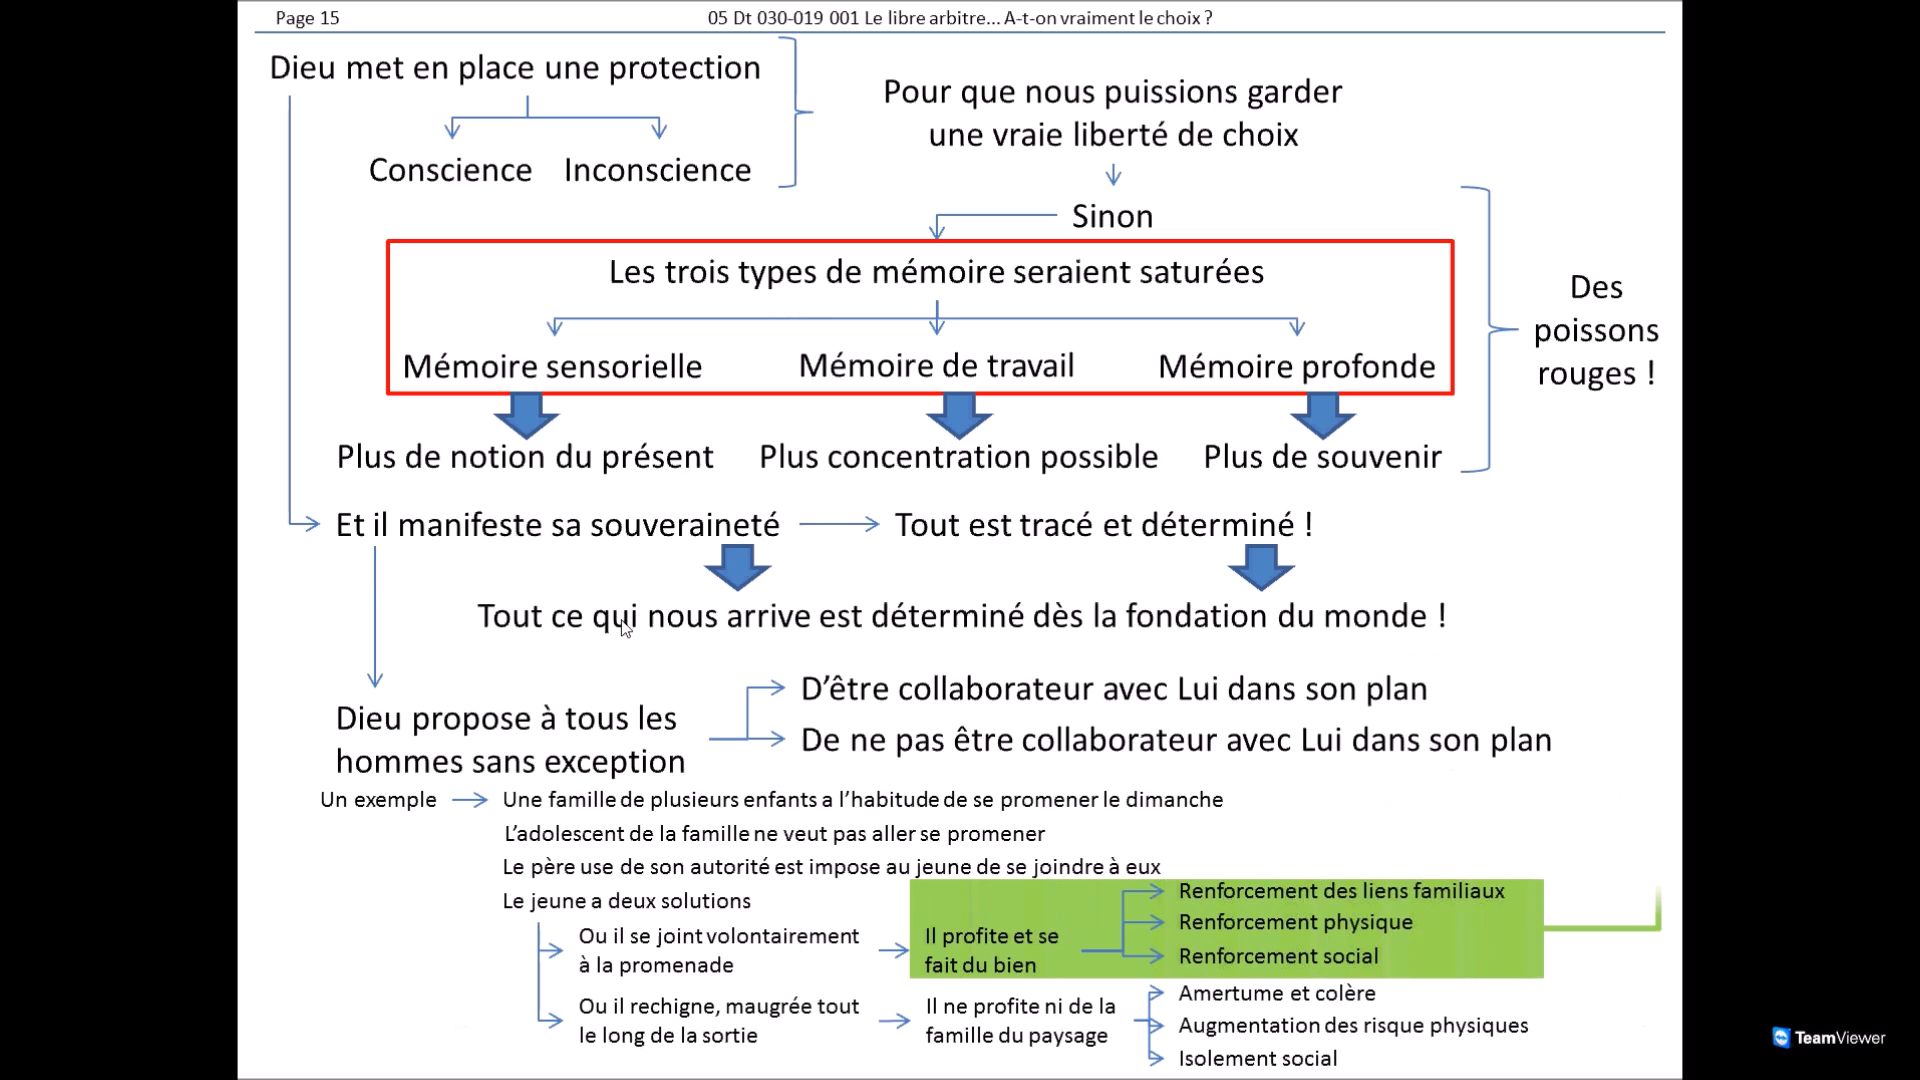 Page 15
05 Dt 030-019 001 Le libre arbitre... A-t-on vraiment le choix ?
Dieu met en place une protection
Conscience
Inconscience
Pour que nous puissions garder
une vraie liberté de choix
Sinon
Les trois types de mémoire seraient saturées
Mémoire sensorielle
Mémoire de travail
Mémoire profonde
Des
poissons
rouges !
Plus de notion du présent
Plus concentration possible
Plus de souvenir
Et il manifeste sa souveraineté
Tout est tracé et déterminé !
Tout ce qui nous arrive est déterminé dès la fondation du monde !
Dieu propose à tous les
hommes sans exception
D’être collaborateur avec Lui dans son plan
De ne pas être collaborateur avec Lui dans son plan
Un exemple
Une famille de plusieurs enfants a l’habitude de se promener le dimanche
L’adolescent de la famille ne veut pas aller se promener
Le père use de son autorité est impose au jeune de se joindre à eux
Le jeune a deux solutions
Ou il se joint volontairement
à la promenade
Il profite et se
fait du bien
Renforcement des liens familiaux
Renforcement physique
Renforcement social
Ou il rechigne, maugrée tout
le long de la sortie
Il ne profite ni de la
famille du paysage
Amertume et colère
Augmentation des risque physiques
Isolement social
TeamViewer